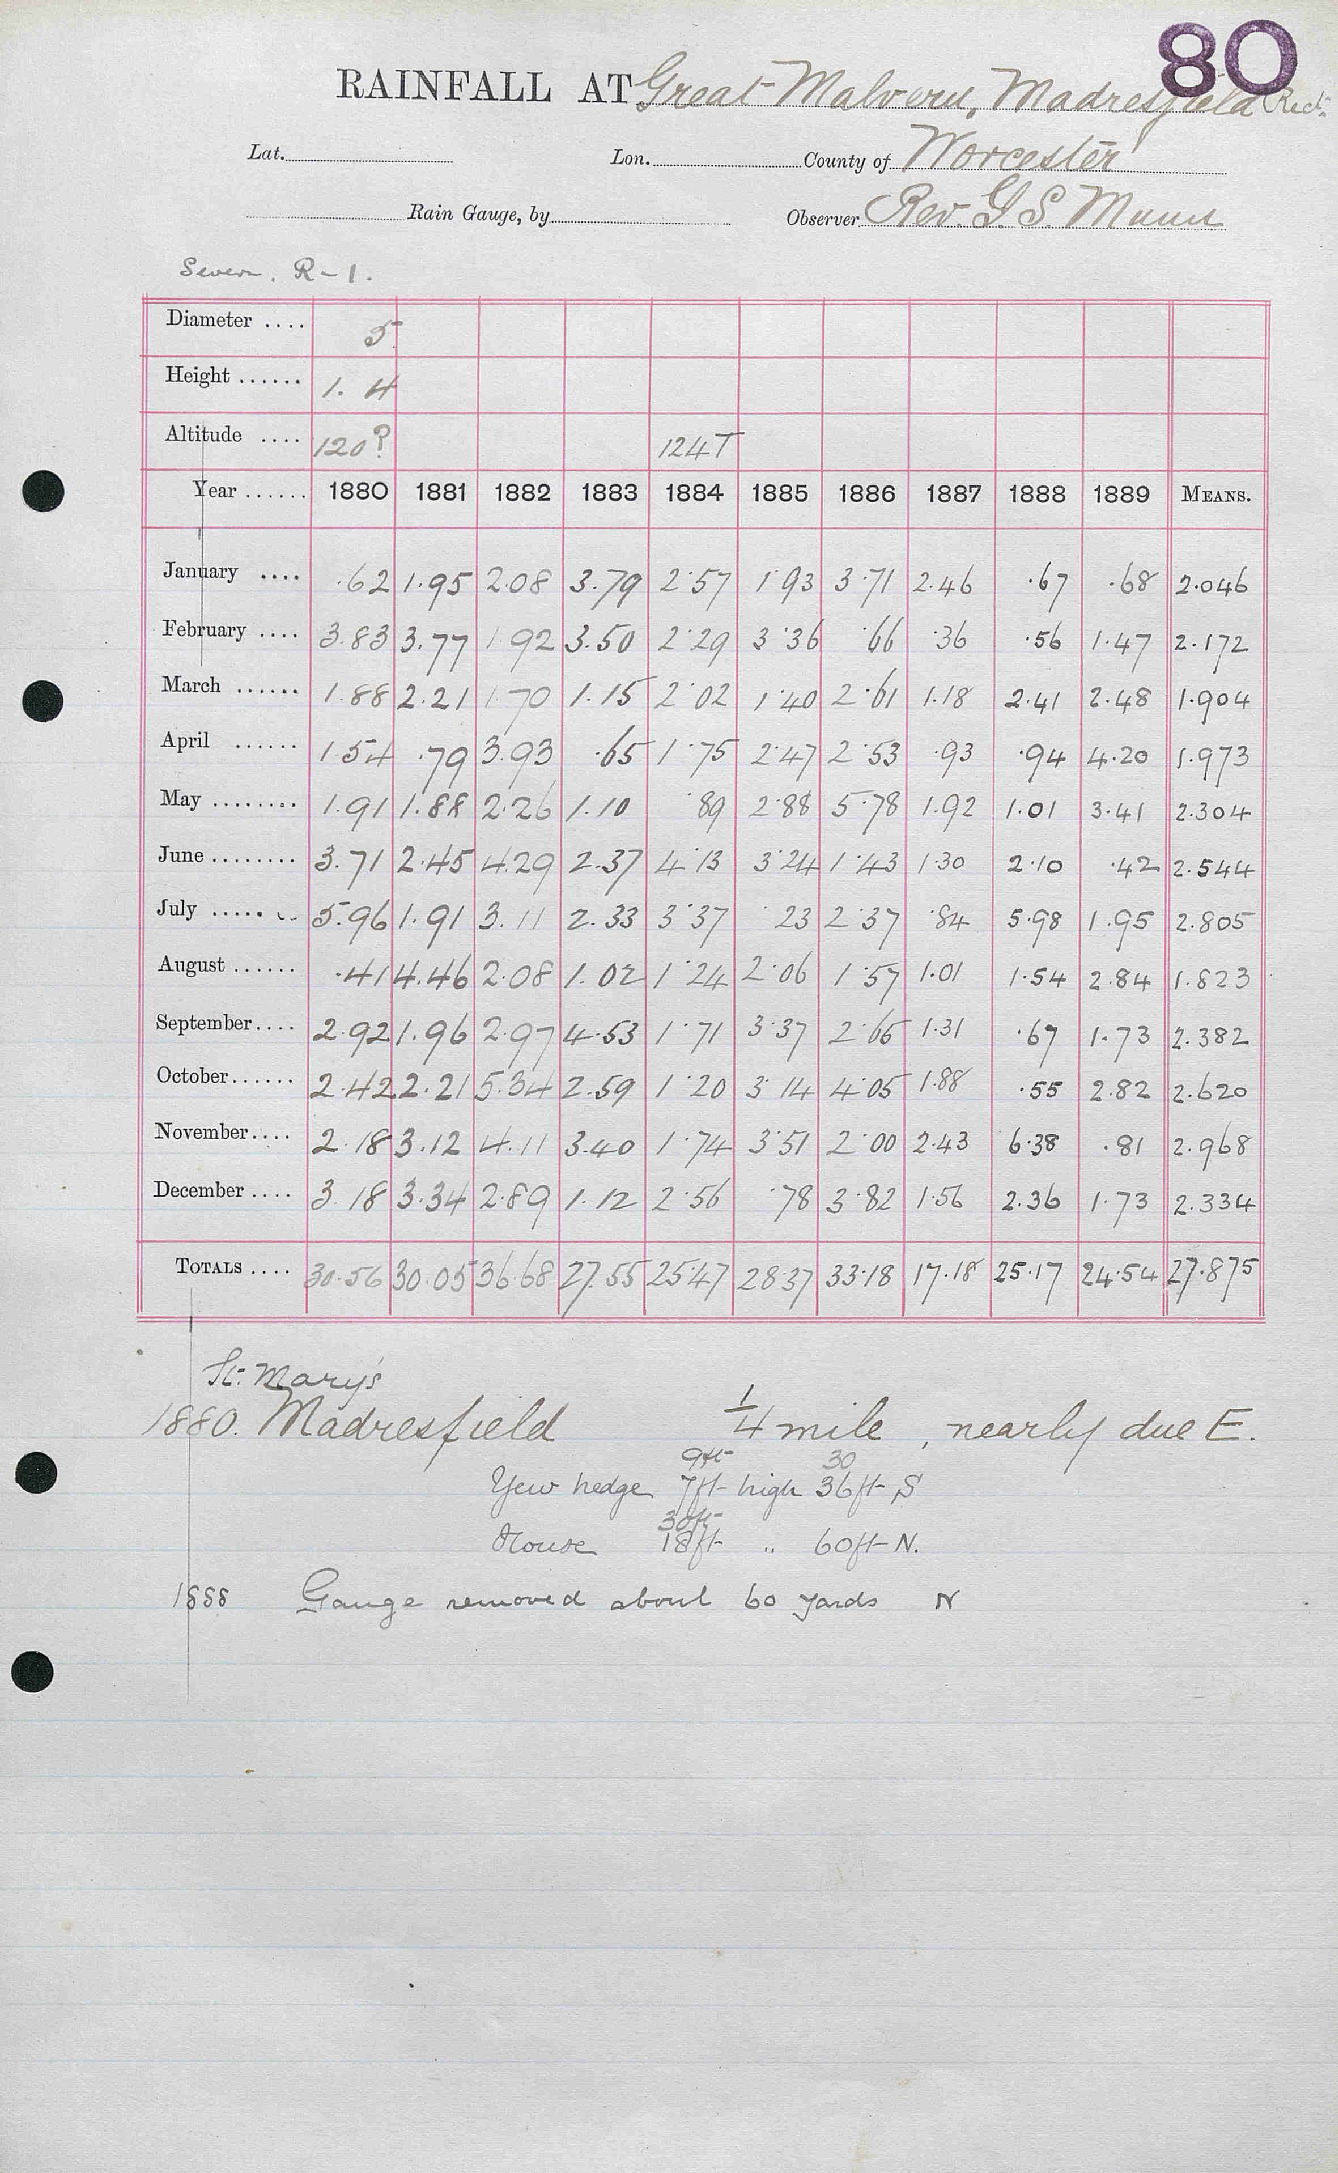 80
RAINFALL AT Great Malvern, Madresfield Rect.
Lat. Lon. County of Worcester
Rain Gauge, by Observer Rev. G. S. Munn
Severn. R-1.
Diameter .... 5
Height ...... 1. 4
Altitude .... 120? 124T
Year ...... 1880 1881 1882 1883 1884 1885 1886 1887 1888 1889 MEANS.
January .... .62 1.95 2.08 3.79 2.57 1.93 3.71 2.46 .67 .68 2.046
February .... 3.83 3.77 1.92 3.50 2.29 3.36 .66 .36 .56 1.47 2.172
March ...... 1.88 2.21 1.70 1.15 2.02 1.40 2.61 1.18 2.41 2.48 1.904
April ...... 1.54 .79 3.93 .65 1.75 2.47 2.53 .93 .94 4.20 1.973
May ........ 1.91 1.88 2.26 1.10 .89 2.88 5.78 1.92 1.01 3.41 2.304
June ........ 3.71 2.45 4.29 2.37 4.13 3.24 1.43 1.30 2.10 .42 2.544
July ........ 5.96 1.91 3.11 2.33 3.37 .23 2.37 .84 5.98 1.95 2.805
August ...... .41 4.46 2.08 1.02 1.24 2.06 1.57 1.01 1.54 2.84 1.823
September .... 2.92 1.96 2.97 4.53 1.71 3.37 2.65 1.31 .67 1.73 2.382
October ...... 2.42 2.21 5.34 2.59 1.20 3.14 4.05 1.88 .55 2.82 2.620
November .... 2.18 3.12 4.11 3.40 1.74 3.51 2.00 2.43 6.38 .81 2.968
December .... 3.18 3.34 2.89 1.12 2.56 .78 3.82 1.56 2.36 1.73 2.334
TOTALS .... 30.56 30.05 36.68 27.55 25.47 28.37 33.18 17.18 25.17 24.54 27.875
St. Mary's
1880. Madresfield 1/4 mile, nearly due E.
9ft 30
Yew hedge 7ft high 36ft S
30ft
House 18ft " 60ft N.
1888 Gauge removed about 60 yards N